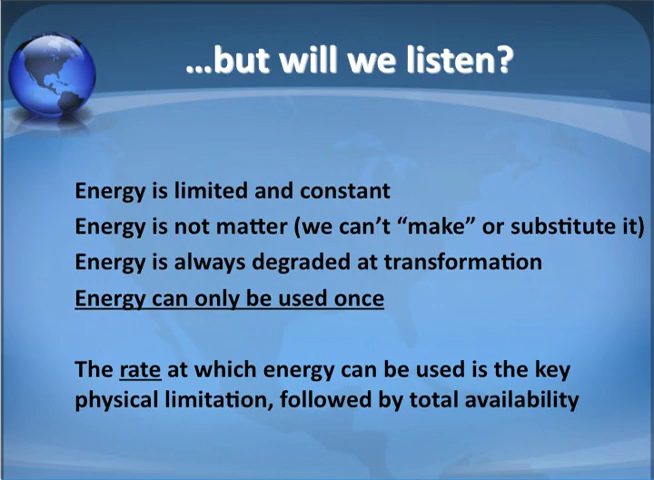 …but will we listen?
Energy is limited and constant
Energy is not matter (we can’t “make” or substitute it)
Energy is always degraded at transformation
Energy can only be used once
The rate at which energy can be used is the key
physical limitation, followed by total availability